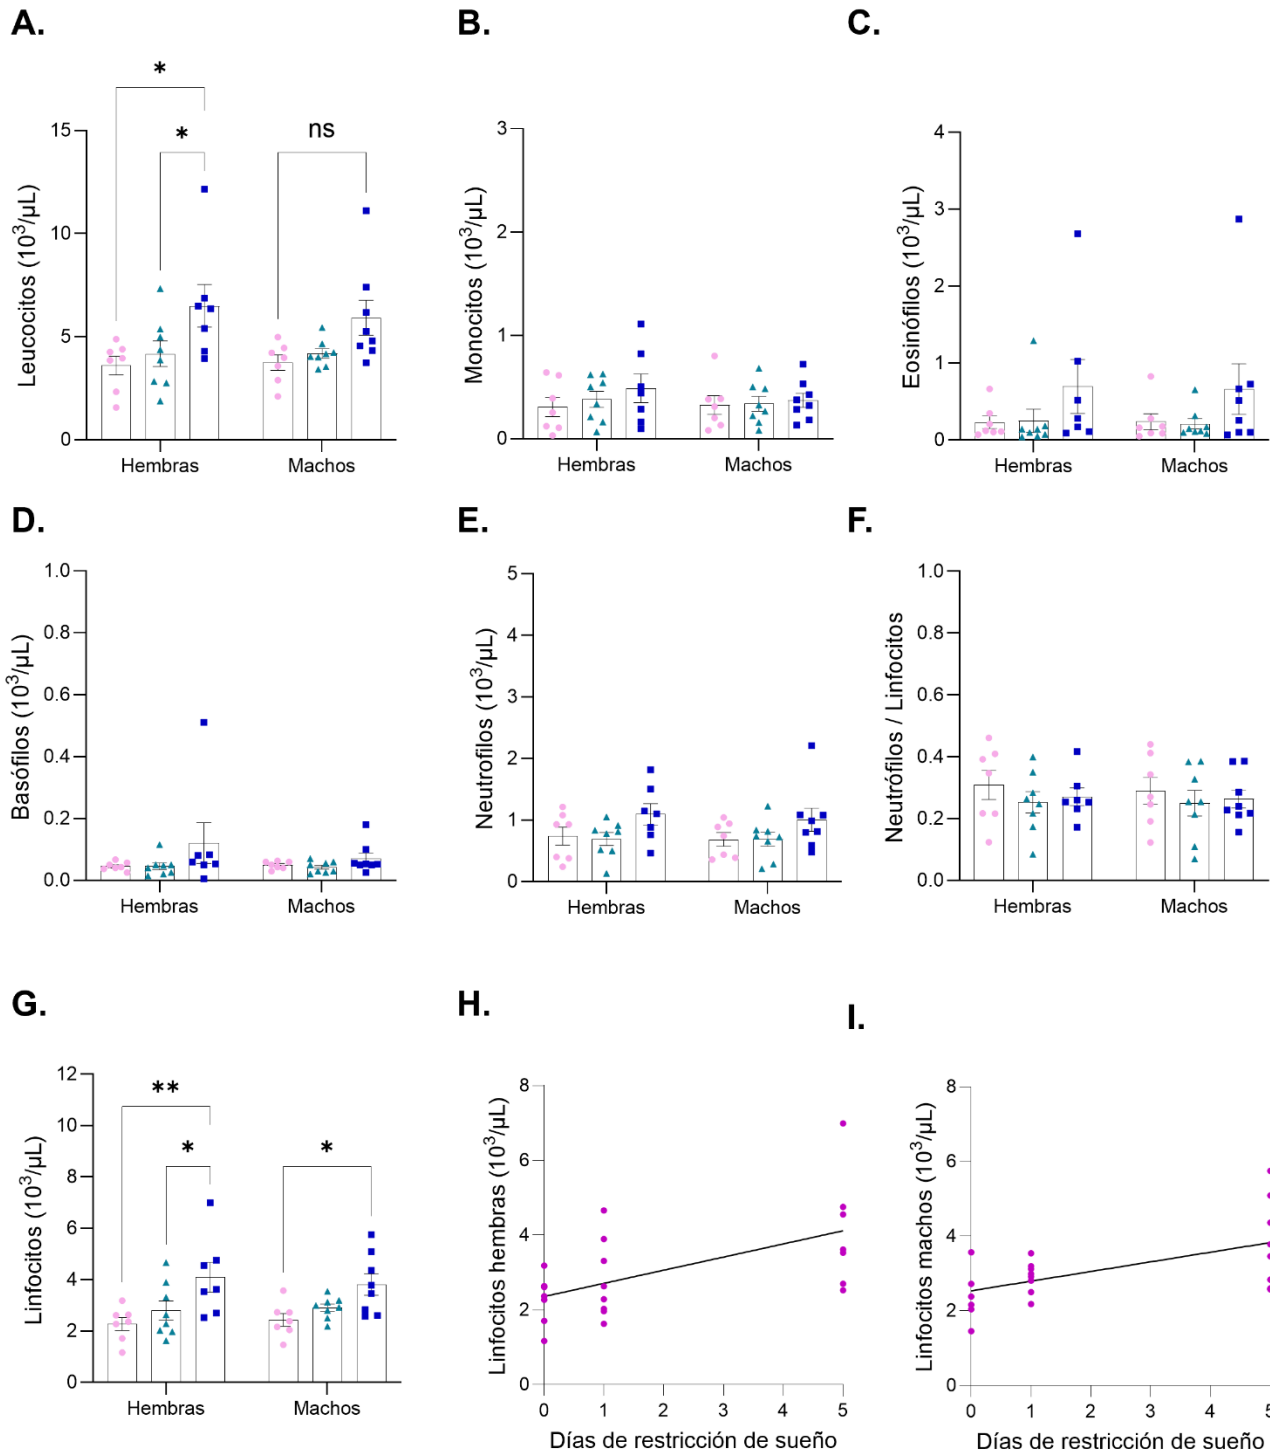 A.
B.
C.
*
*
ns
15
10
5
0
Leucocitos (10³/µL)
Hembras
Machos
3
2
1
0
Monocitos (10³/µL)
Hembras
Machos
4
3
2
1
0
Eosinófilos (10³/µL)
Hembras
Machos
D.
E.
F.
1.0
0.8
0.6
0.4
0.2
0.0
Basófilos (10³/µL)
Hembras
Machos
5
4
3
2
1
0
Neutrofilos (10³/µL)
Hembras
Machos
1.0
0.8
0.6
0.4
0.2
0.0
Neutrófilos / Linfocitos
Hembras
Machos
G.
H.
I.
**
*
*
12
10
8
6
4
2
0
Linfocitos (10³/µL)
Hembras
Machos
8
6
4
2
0
Linfocitos hembras (10³/µL)
0 1 2 3 4 5
Días de restricción de sueño
8
6
4
2
0
Linfocitos machos (10³/µL)
0 1 2 3 4 5
Días de restricción de sueño